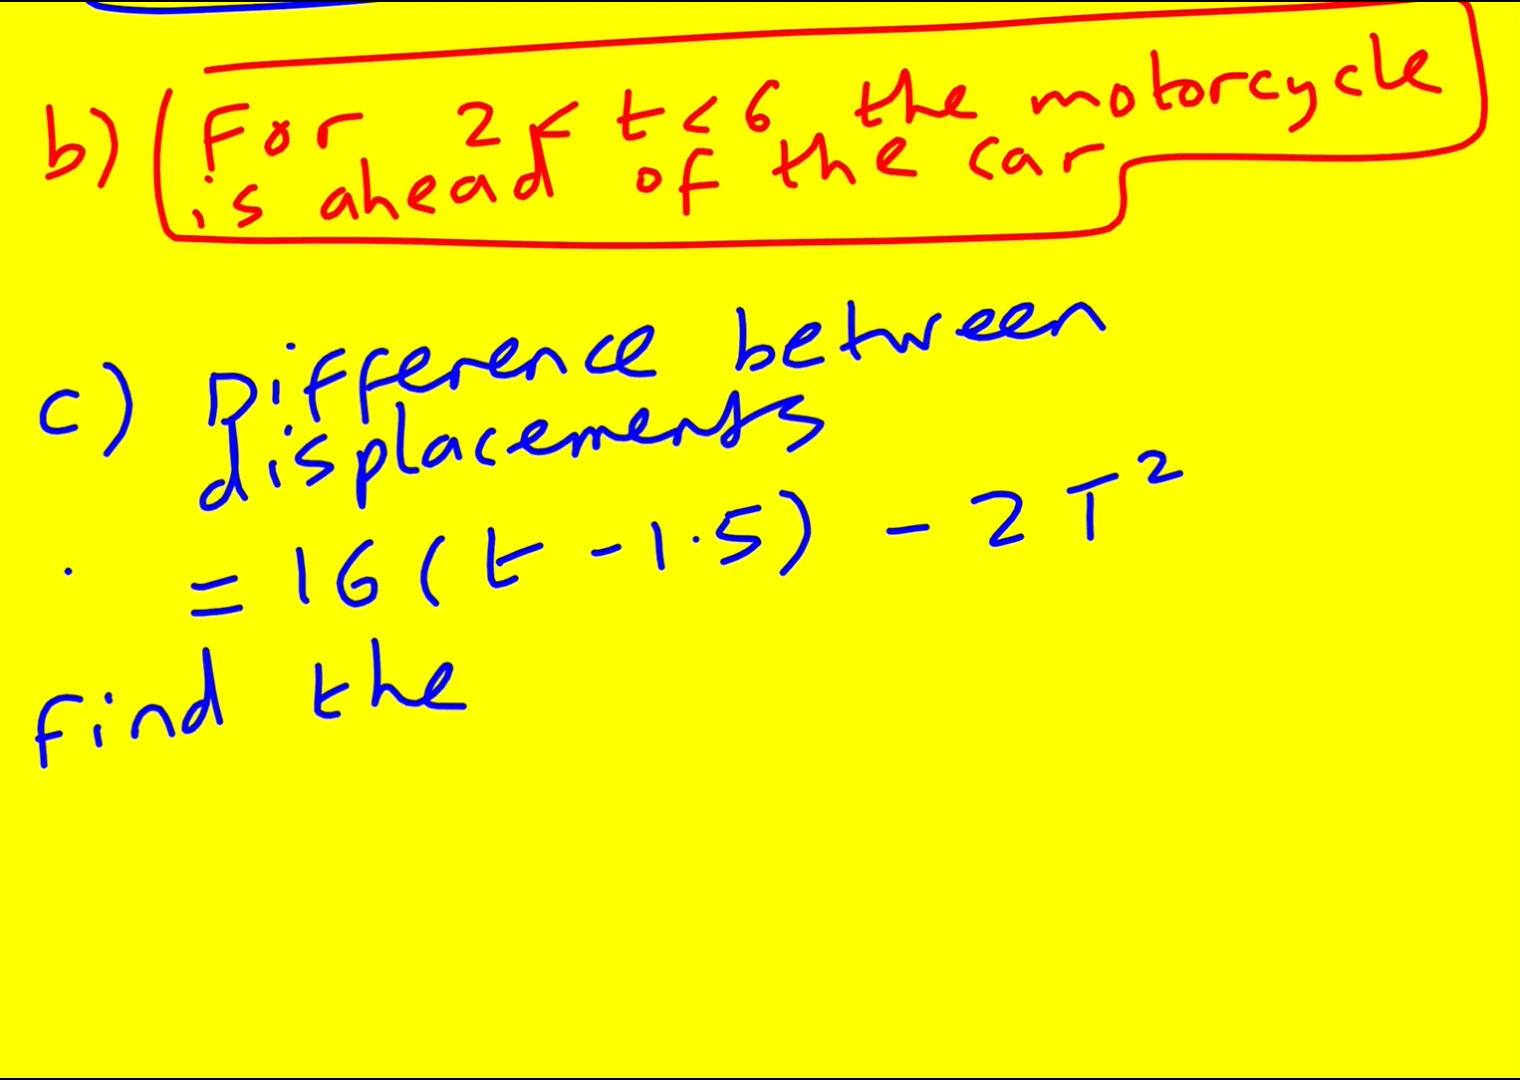 b) For 2 < t < 6 the motorcycle
is ahead of the car
c) Difference between
displacements
= 16(t - 1.5) - 2T²
Find the